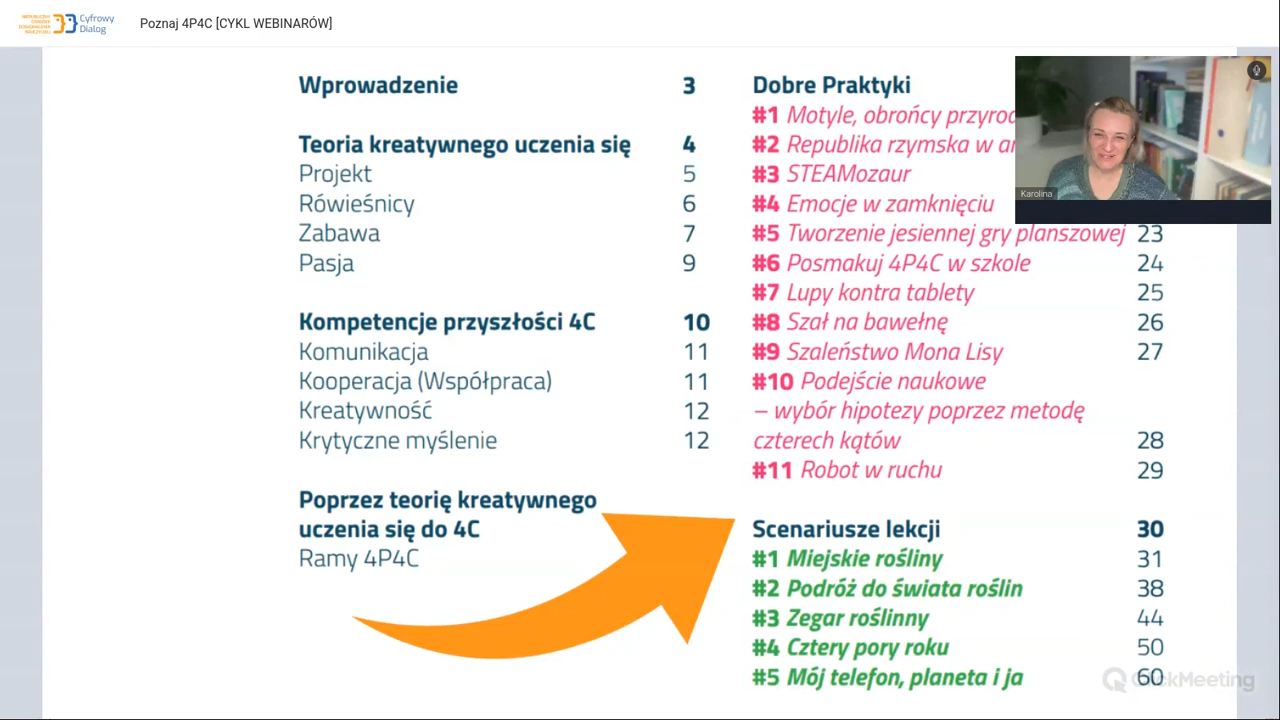 Cyfrowy
Dialog
Poznaj 4P4C [CYKL WEBINARÓW]
Wprowadzenie 3
Teoria kreatywnego uczenia się 4
Projekt 5
Rówieśnicy 6
Zabawa 7
Pasja 9
Kompetencje przyszłości 4C 10
Komunikacja 11
Kooperacja (Współpraca) 11
Kreatywność 12
Krytyczne myślenie 12
Poprzez teorię kreatywnego
uczenia się do 4C
Ramy 4P4C
Dobre Praktyki
#1 Motyle, obrońcy
#2 Republika rzymska w
#3 STEAMozaur
#4 Emocje w zamknięciu
#5 Tworzenie jesiennej gry planszowej 23
#6 Posmakuj 4P4C w szkole 24
#7 Lupy kontra tablety 25
#8 Szał na bawełnę 26
#9 Szaleństwo Mona Lisy 27
#10 Podejście naukowe
– wybór hipotezy poprzez metodę
czterech kątów 28
#11 Robot w ruchu 29
Scenariusze lekcji 30
#1 Miejskie rośliny 31
#2 Podróż do świata roślin 38
#3 Zegar roślinny 44
#4 Cztery pory roku 50
#5 Mój telefon, planeta i ja 60
Karolina
ClickMeeting